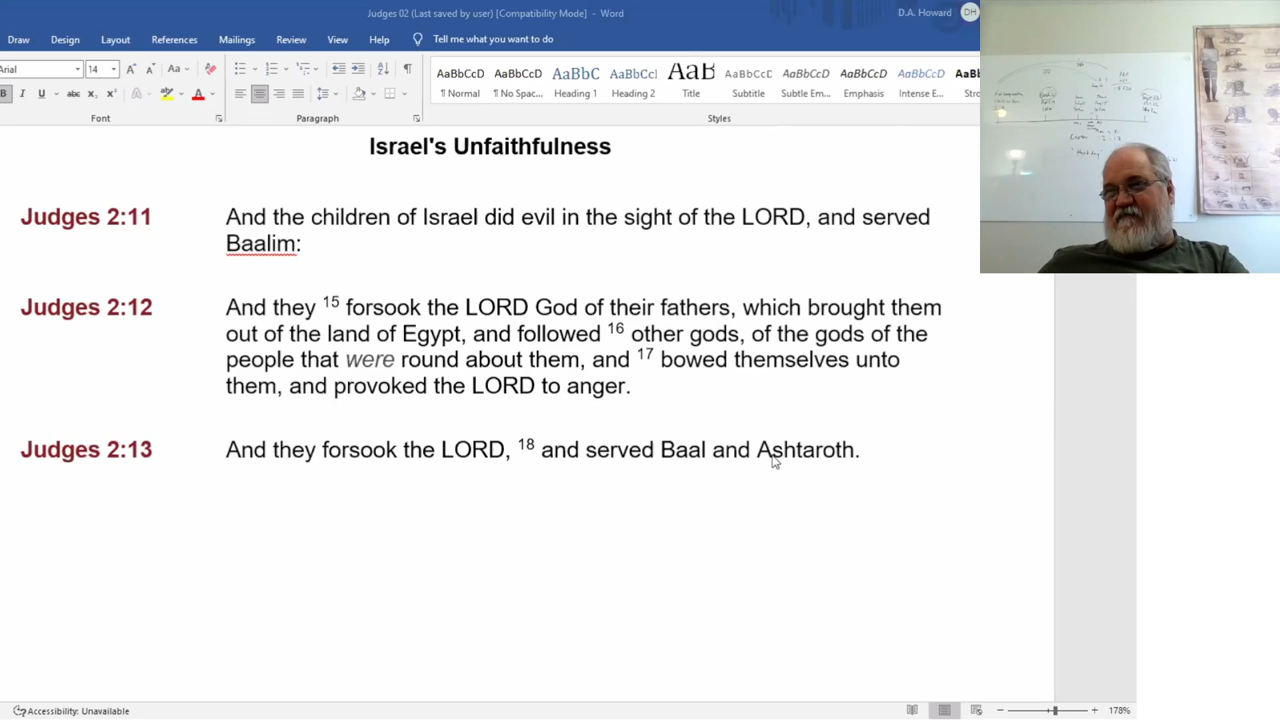 Judges 02 (Last saved by user) [Compatibility Mode] - Word
D.A. Howard DH
Draw Design Layout References Mailings Review View Help Tell me what you want to do
Arial 14 Aa
AaBbCcD AaBbCcD AaBbC AaBbCcI AaB AaBbCcD AaBbCcD AaBbCcD AaBbCcD AaBb
B I U abc X₂ X² A A A
Normal No Spac... Heading 1 Heading 2 Title Subtitle Subtle Em... Emphasis Intense E...
Font Paragraph Styles
Israel's Unfaithfulness
Judges 2:11 And the children of Israel did evil in the sight of the LORD, and served
Baalim:
Judges 2:12 And they 15 forsook the LORD God of their fathers, which brought them
out of the land of Egypt, and followed 16 other gods, of the gods of the
people that were round about them, and 17 bowed themselves unto
them, and provoked the LORD to anger.
Judges 2:13 And they forsook the LORD, 18 and served Baal and Ashtaroth.
Accessibility: Unavailable
178%